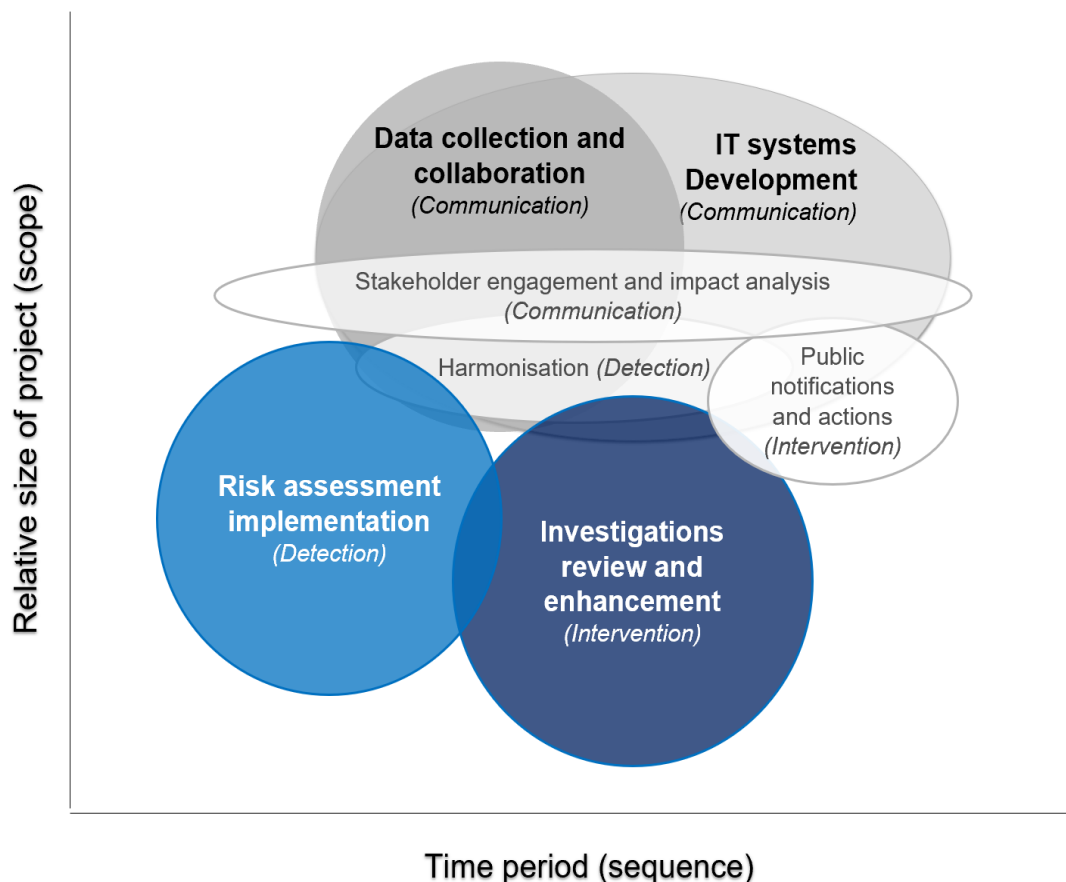 Relative size of project (scope)
Data collection and
collaboration
(Communication)
IT systems
Development
(Communication)
Stakeholder engagement and impact analysis
(Communication)
Harmonisation (Detection)
Public
notifications
and actions
(Intervention)
Risk assessment
implementation
(Detection)
Investigations
review and
enhancement
(Intervention)
Time period (sequence)